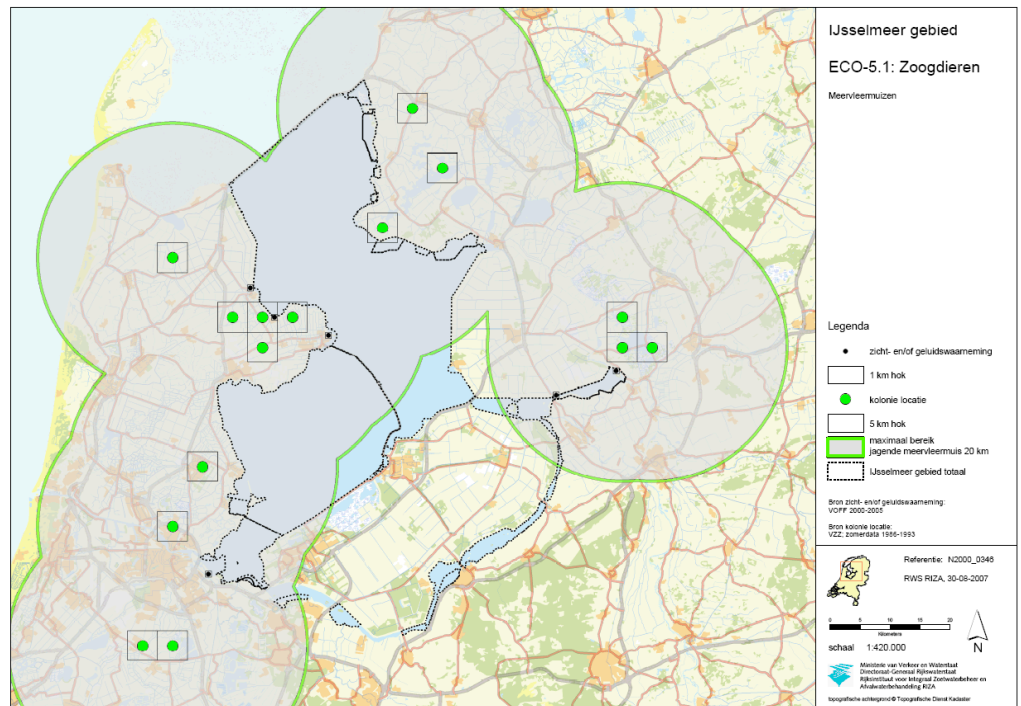 IJsselmeer gebied
ECO-5.1: Zoogdieren
Meervleermuizen
Legenda
zicht- en/of geluidswaarneming
1 km hok
kolonie locatie
5 km hok
maximaal bereik
jagende meervleermuis 20 km
IJsselmeer gebied totaal
Bron zicht- en/of geluidswaarneming:
VOFF 2000-2005
Bron kolonie locatie:
VZZ; zomerdata 1986-1993
Referentie: N2000_0346
RWS RIZA, 30-08-2007
0 5 10 15 20
Kilometers
N
schaal 1:420.000
Ministerie van Verkeer en Waterstaat
Directoraat-Generaal Rijkswaterstaat
Rijksinstituut voor Integraal Zoetwaterbeheer en
Afvalwaterbehandeling RIZA
topografische achtergrond © Topografische Dienst Kadaster